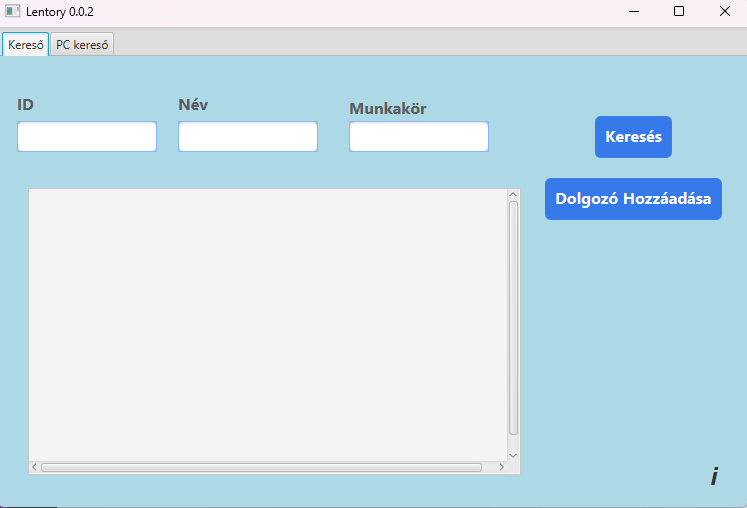 Lentory 0.0.2
Kereső PC kereső
ID Név Munkakör
Keresés
Dolgozó Hozzáadása
i